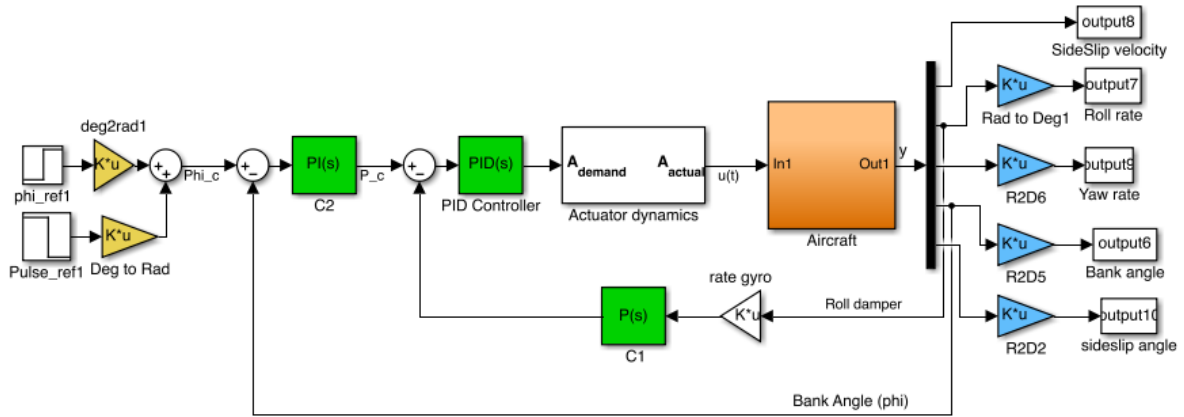 output8
SideSlip velocity
deg2rad1
K*u
output7
Rad to Deg1
Roll rate
K*u
+
+
Phi_c
+
−
PI(s)
C2
P_c
+
−
PID(s)
PID Controller
A demand
A actual
Actuator dynamics
u(t)
In1
Out1
Aircraft
y
K*u
R2D6
output9
Yaw rate
phi_ref1
K*u
Deg to Rad
Pulse_ref1
K*u
R2D5
output6
Bank angle
rate gyro
K*u
P(s)
C1
Roll damper
K*u
R2D2
output10
sideslip angle
Bank Angle (phi)